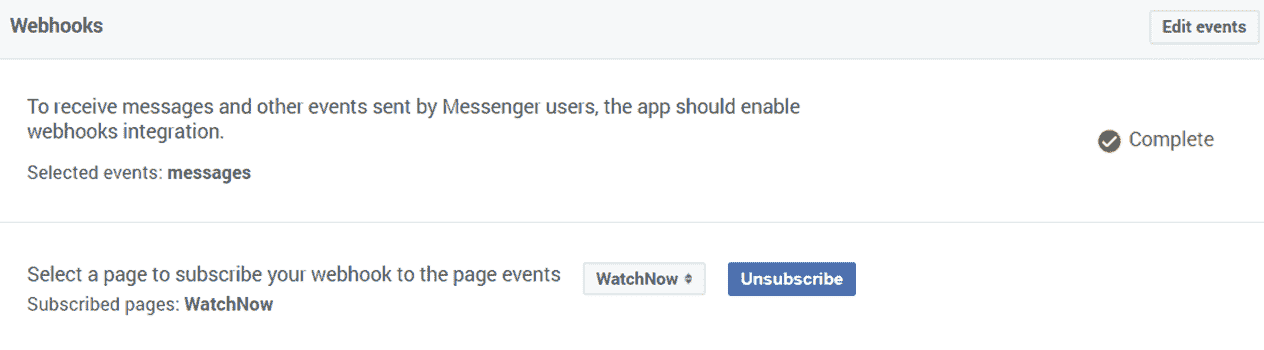 Webhooks
Edit events
To receive messages and other events sent by Messenger users, the app should enable
webhooks integration.
Complete
Selected events: messages
Select a page to subscribe your webhook to the page events
WatchNow
Unsubscribe
Subscribed pages: WatchNow